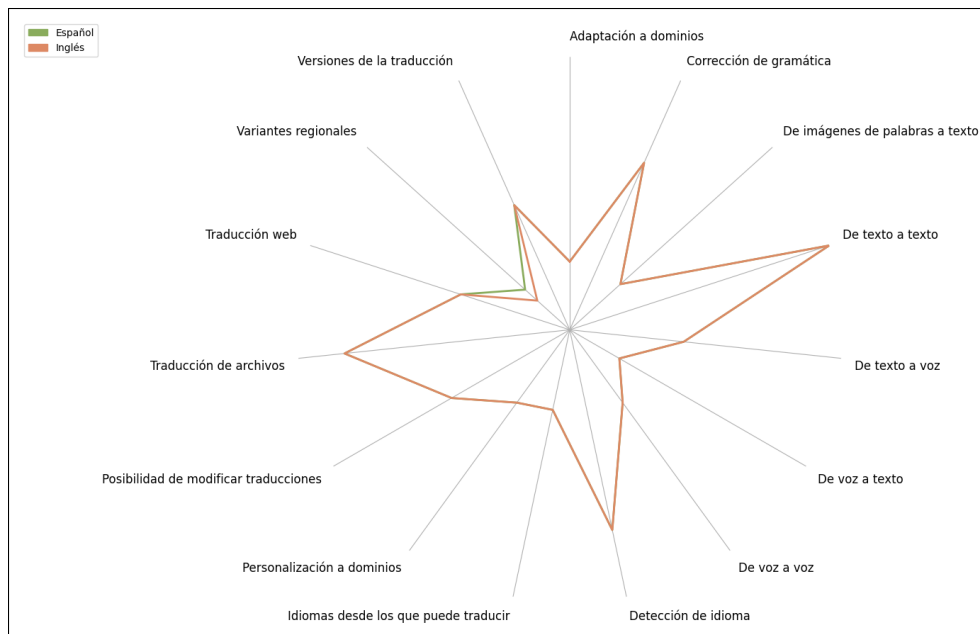 Español
Inglés
Adaptación a dominios
Versiones de la traducción
Corrección de gramática
Variantes regionales
De imágenes de palabras a texto
Traducción web
De texto a texto
Traducción de archivos
De texto a voz
Posibilidad de modificar traducciones
De voz a texto
Personalización a dominios
De voz a voz
Idiomas desde los que puede traducir
Detección de idioma